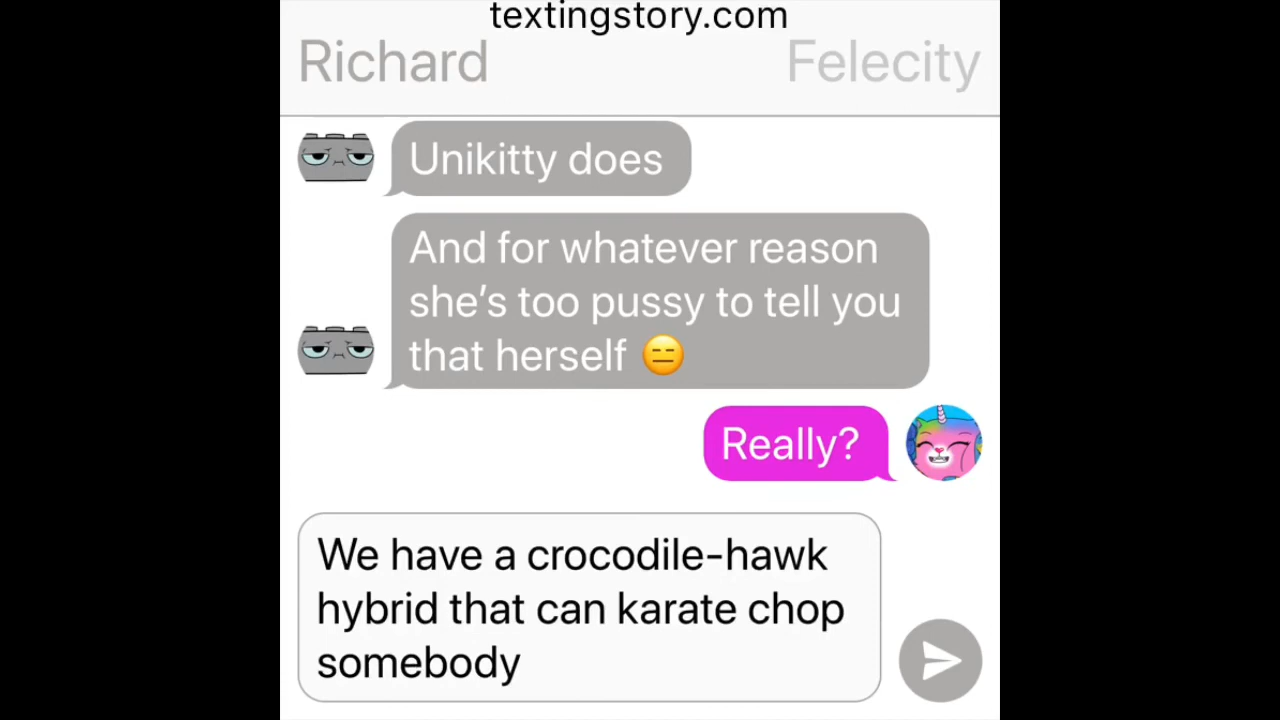 textingstory.com
Richard
Felecity
Unikitty does
And for whatever reason
she’s too pussy to tell you
that herself 😑
Really?
We have a crocodile-hawk
hybrid that can karate chop
somebody